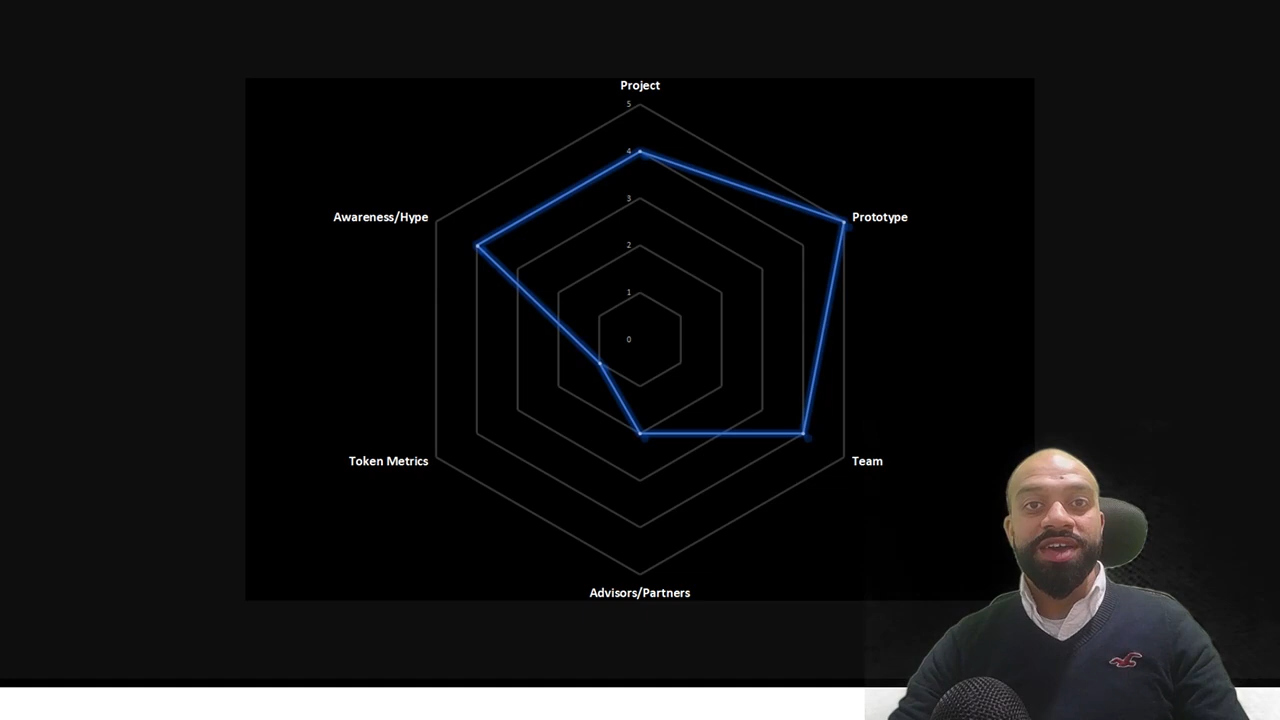 Project
5
4
3
Awareness/Hype
Prototype
2
1
0
Token Metrics
Team
Advisors/Partners